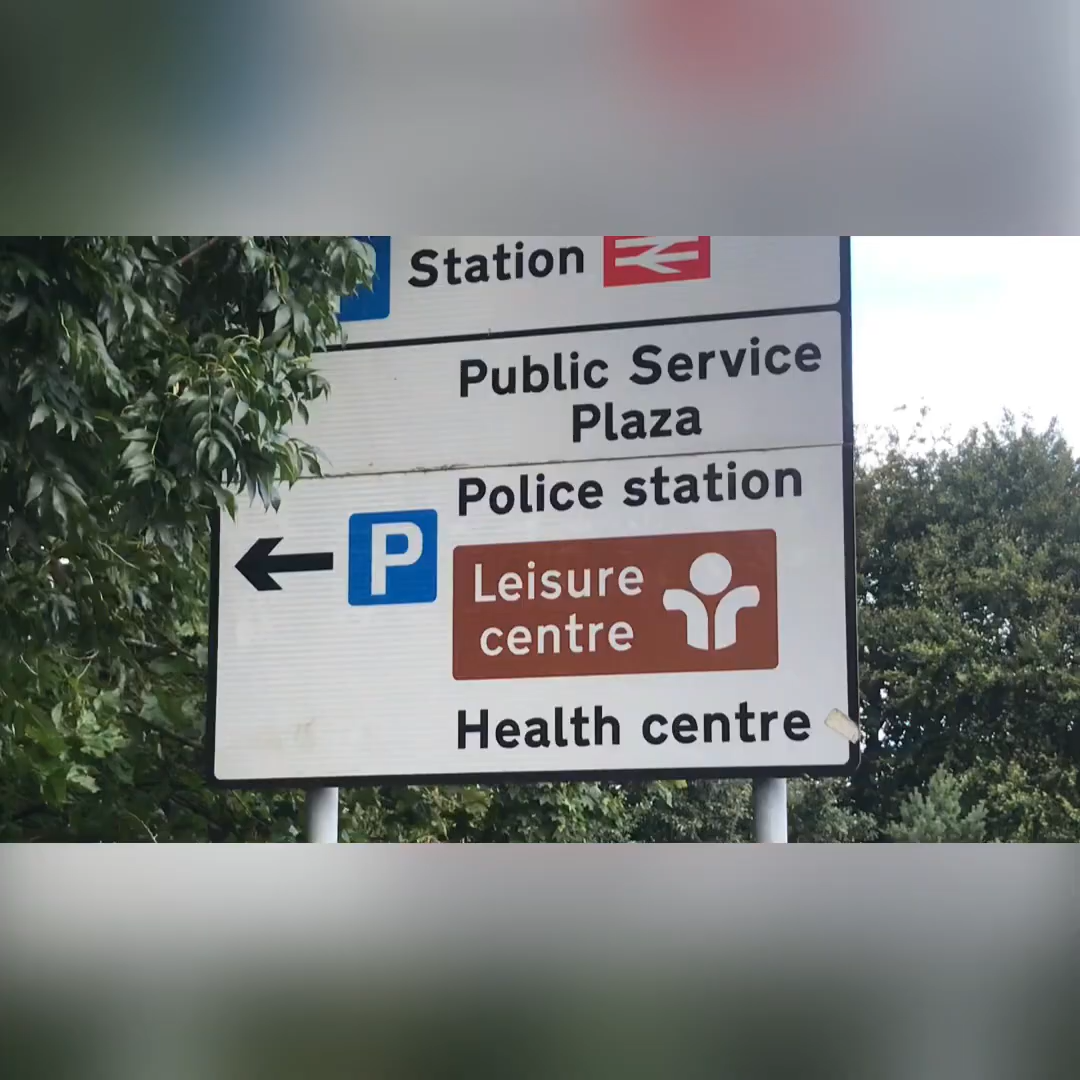 Station
Public Service
Plaza
Police station
P
Leisure
centre
Health centre